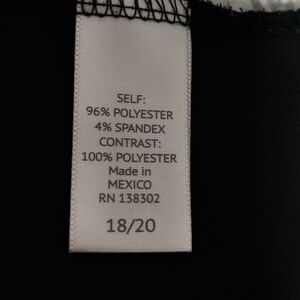 SELF:
96% POLYESTER
4% SPANDEX
CONTRAST:
100% POLYESTER
Made in
MEXICO
RN 138302
18/20